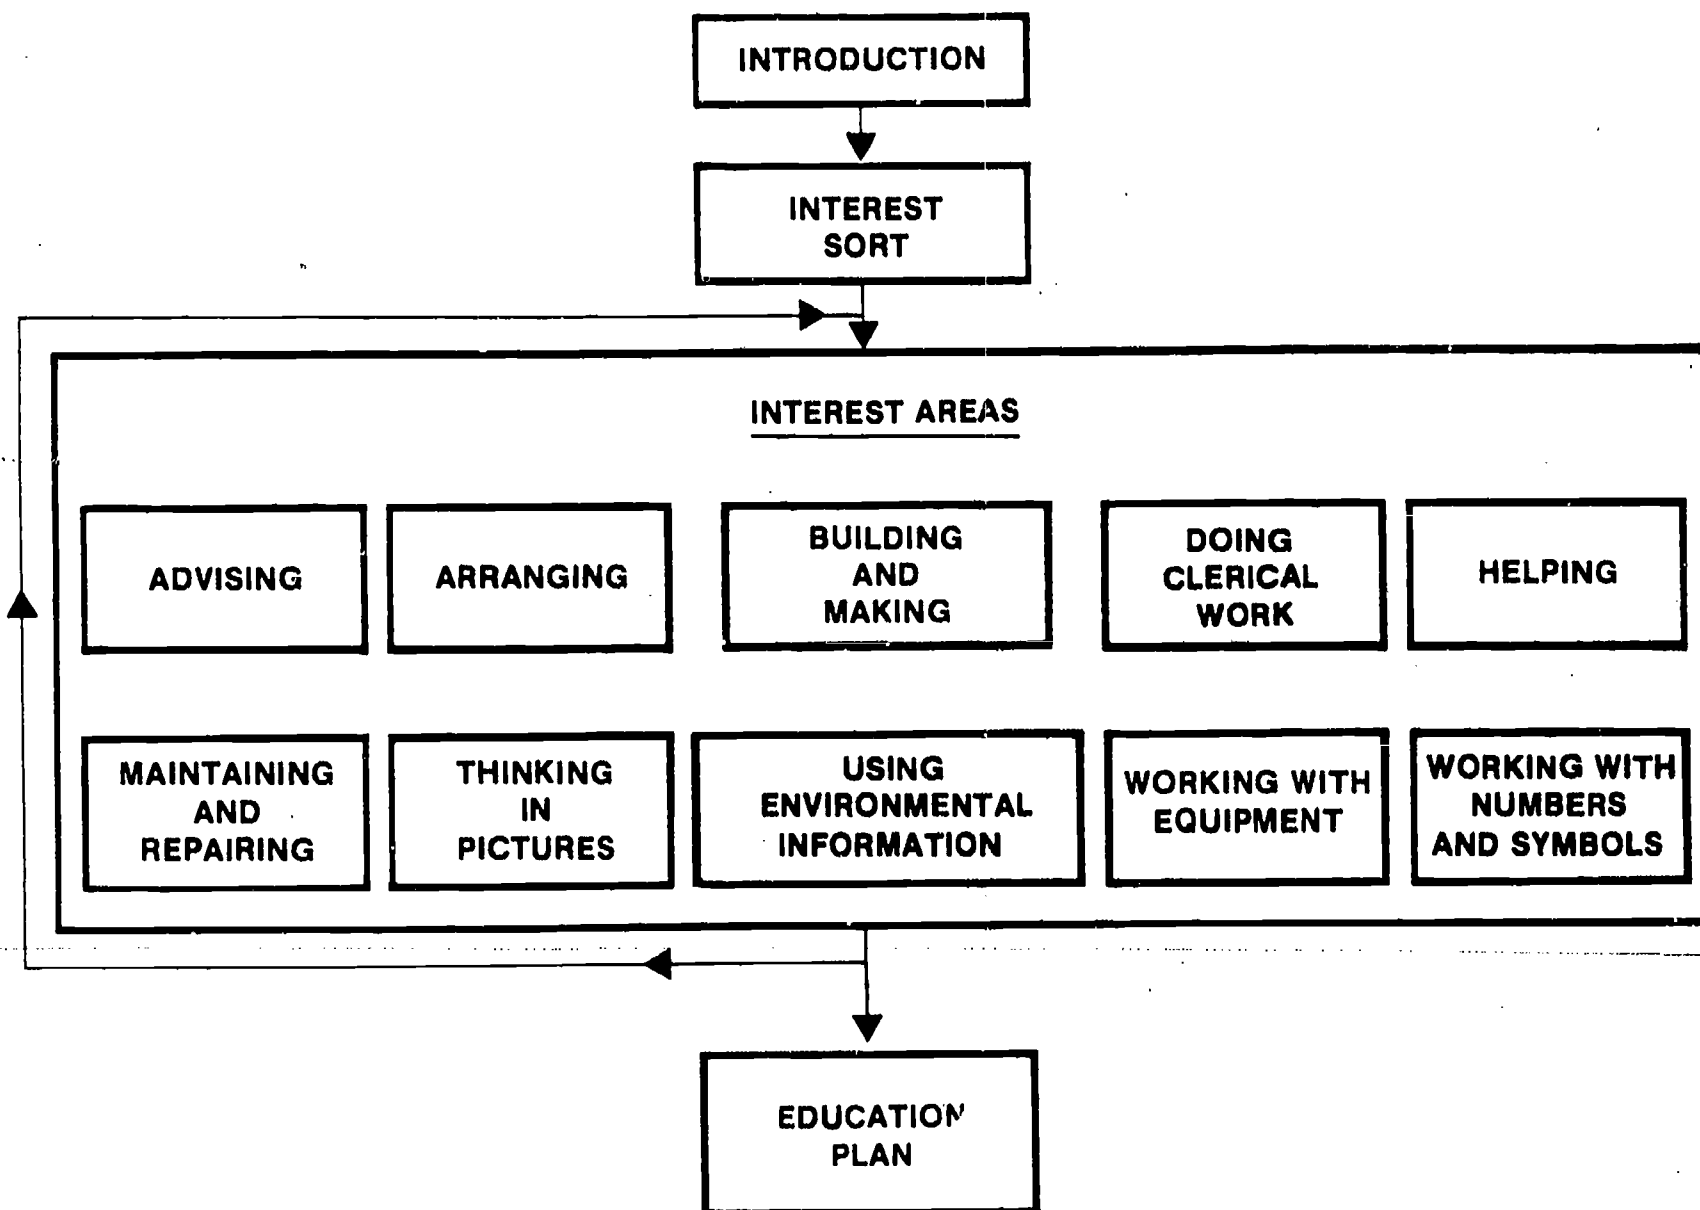 INTRODUCTION
INTEREST
SORT
INTEREST AREAS
ADVISING
ARRANGING
BUILDING
AND
MAKING
DOING
CLERICAL
WORK
HELPING
MAINTAINING
AND
REPAIRING
THINKING
IN
PICTURES
USING
ENVIRONMENTAL
INFORMATION
WORKING WITH
EQUIPMENT
WORKING WITH
NUMBERS
AND SYMBOLS
EDUCATION
PLAN